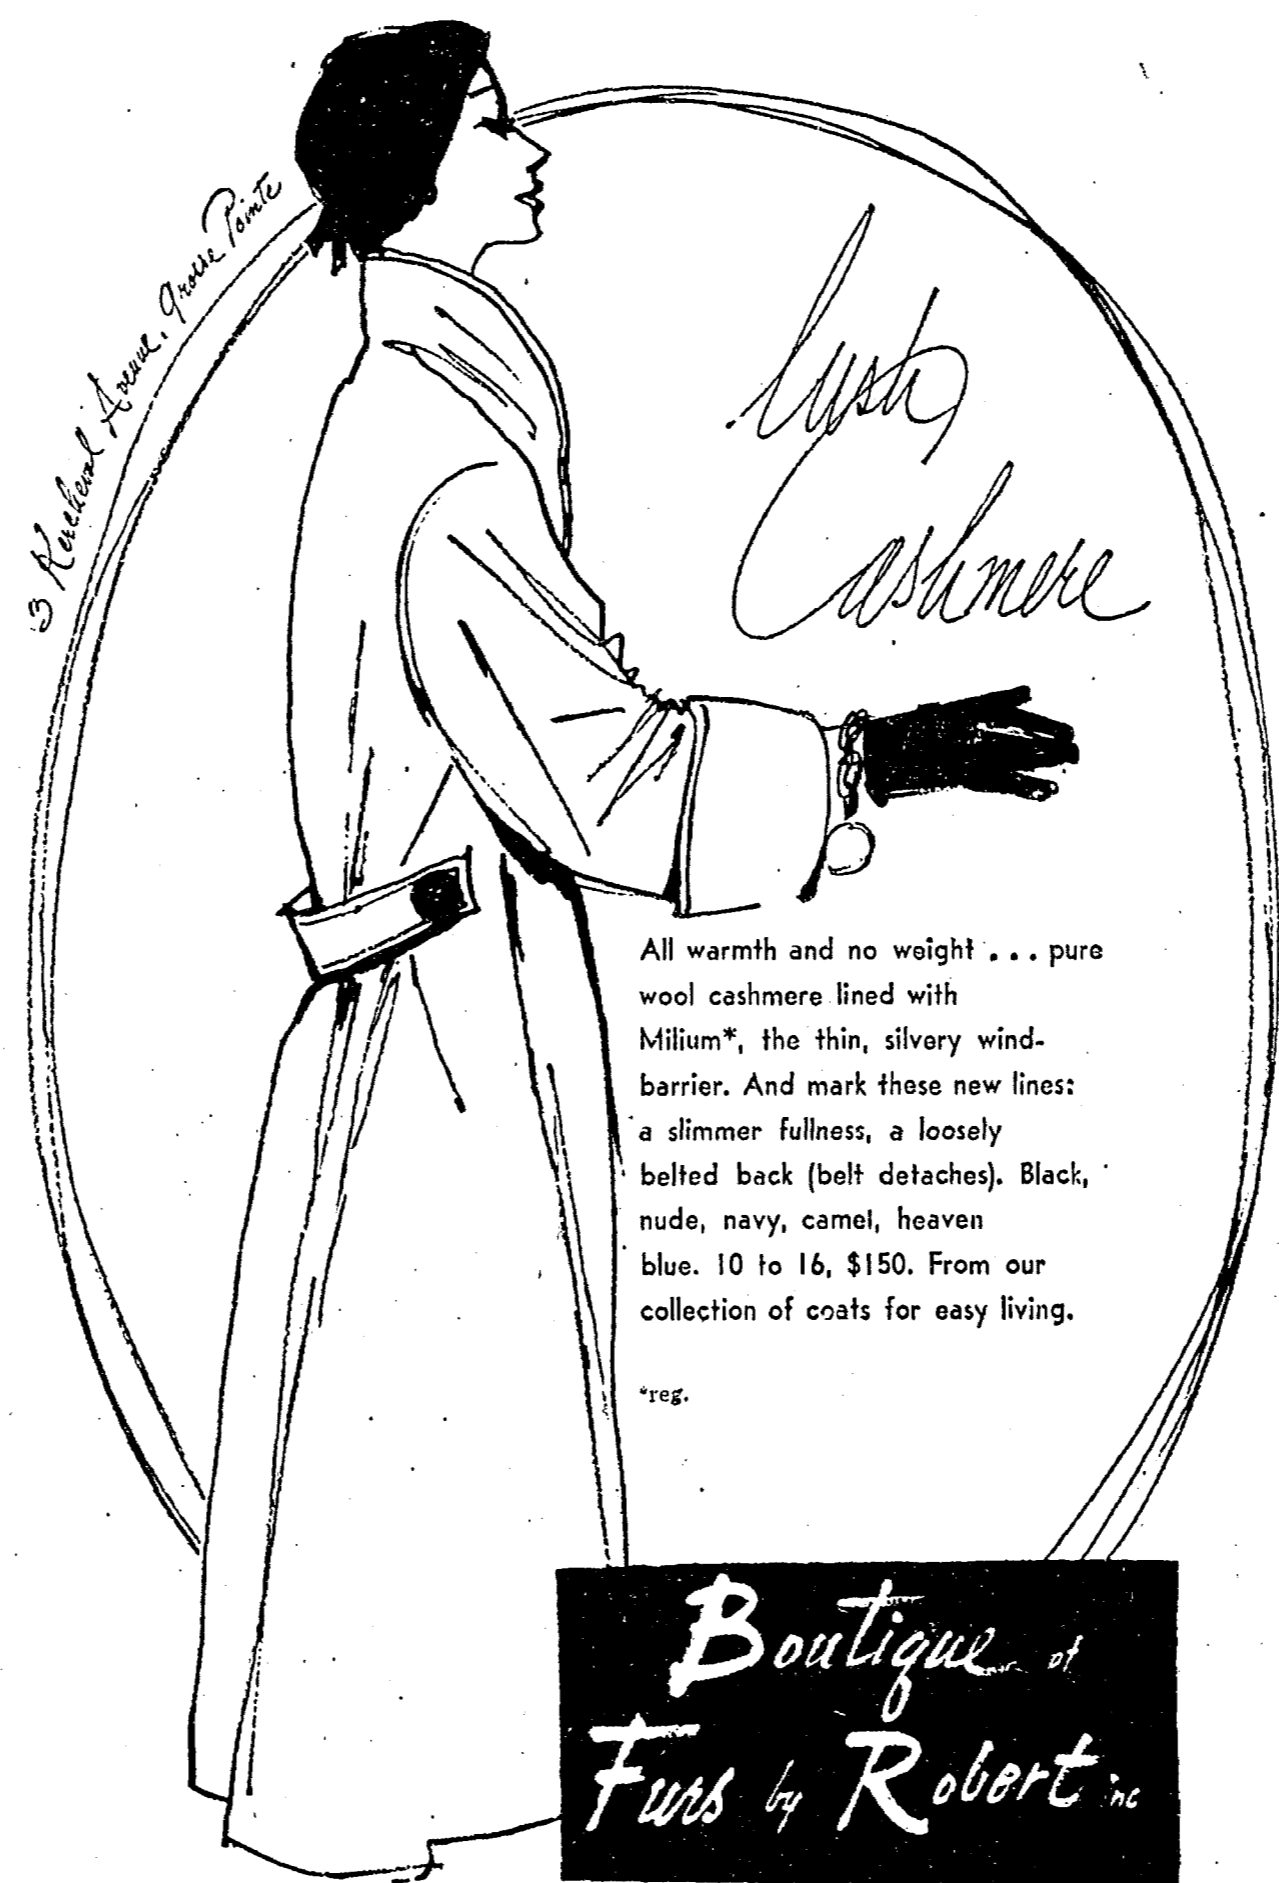 3 Kercheval Avenue, Grosse Pointe
lush
Cashmere
All warmth and no weight . . . pure
wool cashmere lined with
Milium*, the thin, silvery wind-
barrier. And mark these new lines:
a slimmer fullness, a loosely
belted back (belt detaches). Black,
nude, navy, camel, heaven
blue. 10 to 16, $150. From our
collection of coats for easy living.
*reg.
Boutique at
Furs by Robert inc